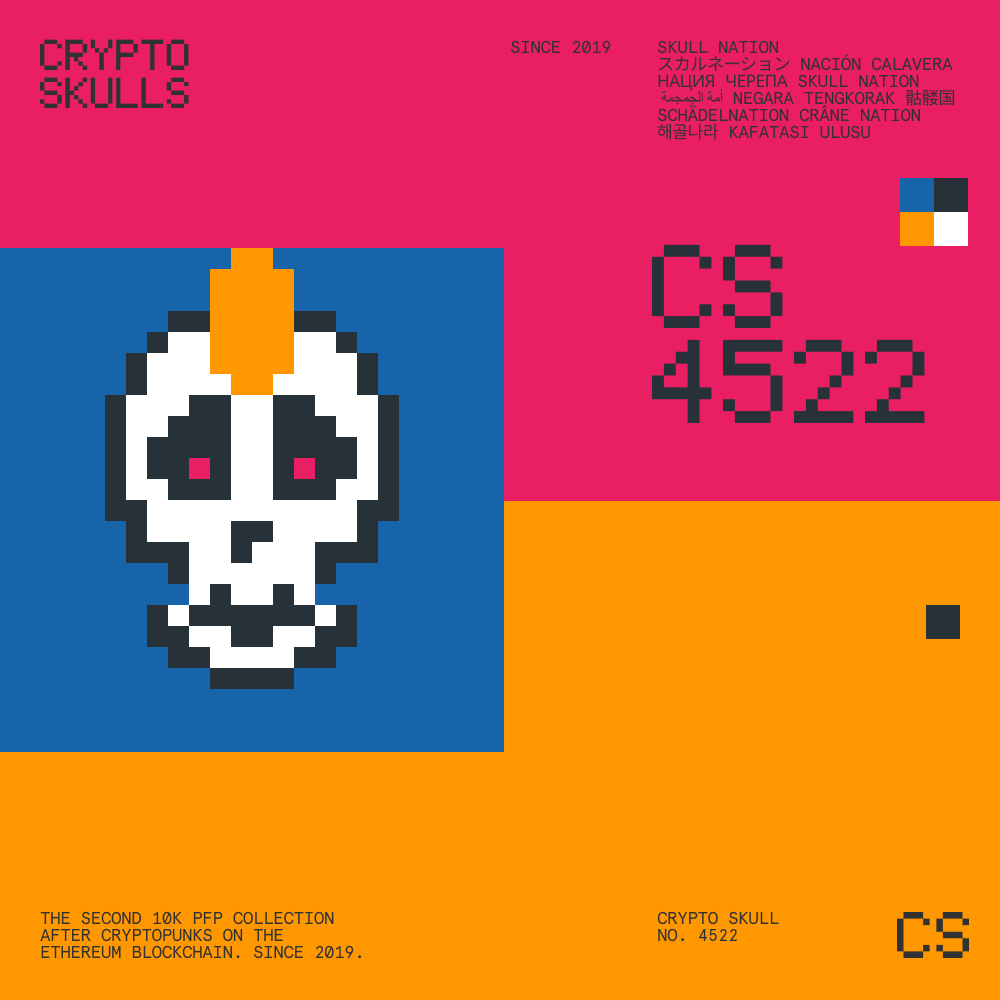 CRYPTO
SKULLS
SINCE 2019
SKULL NATION
スカルネーション NACIÓN CALAVERA
НАЦИЯ ЧЕРЕПА SKULL NATION
أمة الجمجمة NEGARA TENGKORAK 骷髅国
SCHÄDELNATION CRÂNE NATION
해골나라 KAFATASI ULUSU
CS
4522
THE SECOND 10K PFP COLLECTION
AFTER CRYPTOPUNKS ON THE
ETHEREUM BLOCKCHAIN. SINCE 2019.
CRYPTO SKULL
NO. 4522
CS